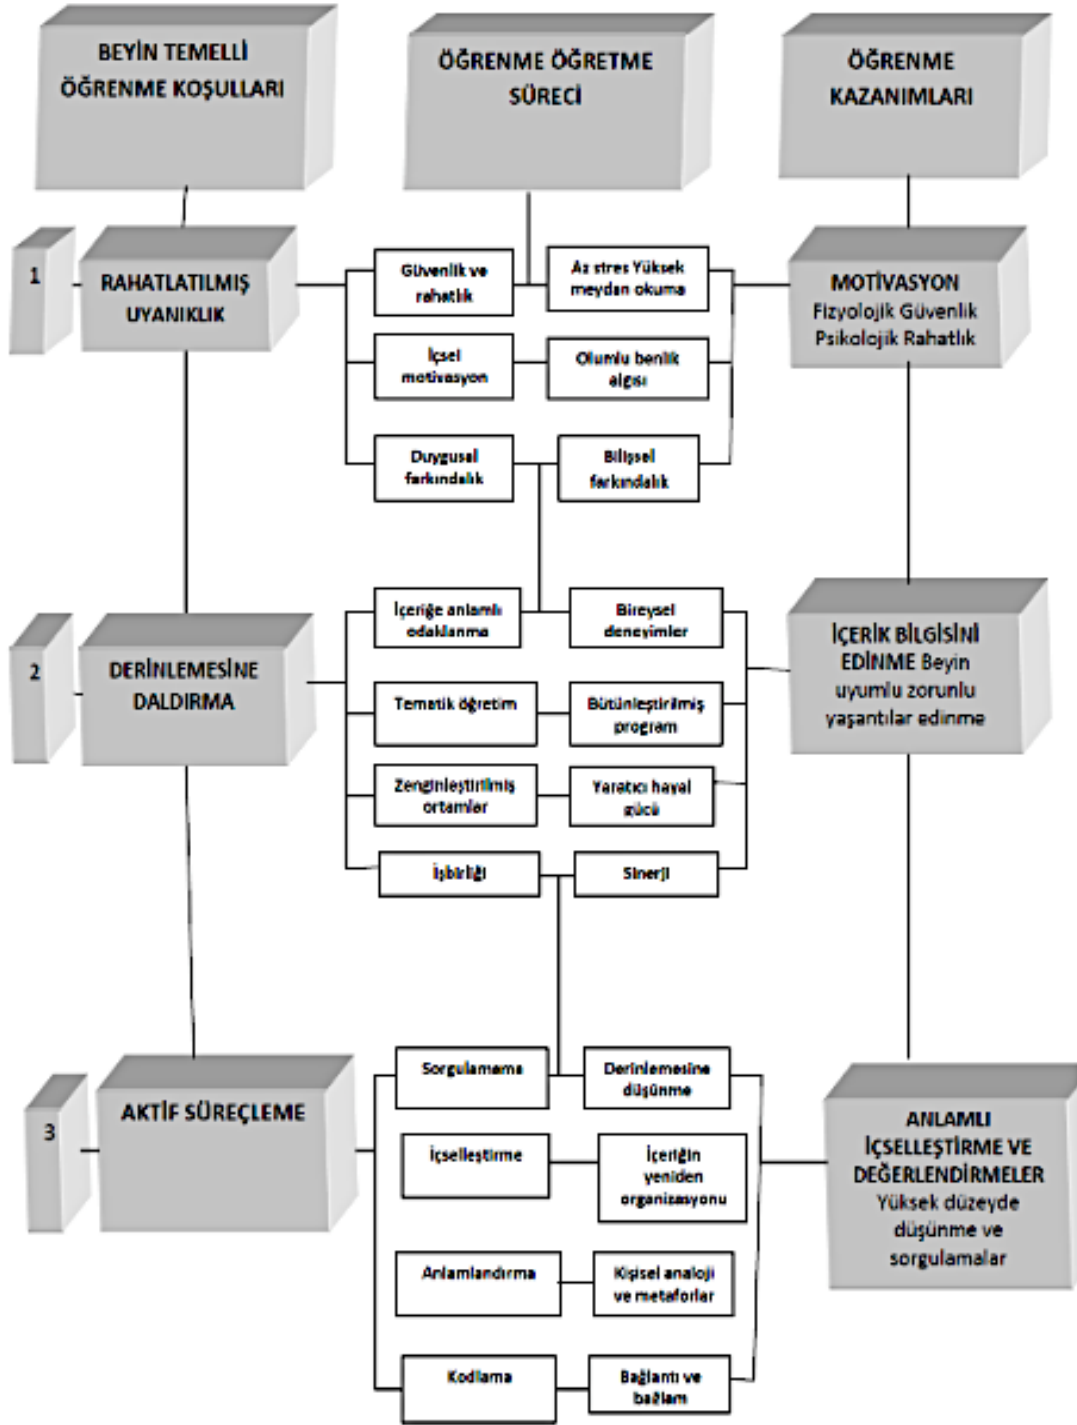 BEYİN TEMELLİ
ÖĞRENME KOŞULLARI
ÖĞRENME ÖĞRETME
SÜRECİ
ÖĞRENME
KAZANIMLARI
1
RAHATLATILMIŞ
UYANIKLIK
Güvenlik ve
rahatlık
Az stres Yüksek
meydan okuma
MOTİVASYON
Fizyolojik Güvenlik
Psikolojik Rahatlık
İçsel
motivasyon
Olumlu benlik
algısı
Duygusal
farkındalık
Bilişsel
farkındalık
2
DERİNLEMESİNE
DALDIRMA
İçeriğe anlamlı
odaklanma
Bireysel
deneyimler
İÇERİK BİLGİSİNİ
EDİNME Beyin
uyumlu zorunlu
yaşantılar edinme
Tematik öğretim
Bütünleştirilmiş
program
Zenginleştirilmiş
ortamlar
Yaratıcı hayal
gücü
İşbirliği
Sinerji
3
AKTİF SÜREÇLEME
Sorgulamama
Derinlemesine
düşünme
ANLAMLI
İÇSELLEŞTİRME VE
DEĞERLENDİRMELER
Yüksek düzeyde
düşünme ve
sorgulamalar
İçselleştirme
İçeriğin
yeniden
organizasyonu
Anlamlandırma
Kişisel analoji
ve metaforlar
Kodlama
Bağlantı ve
bağlam